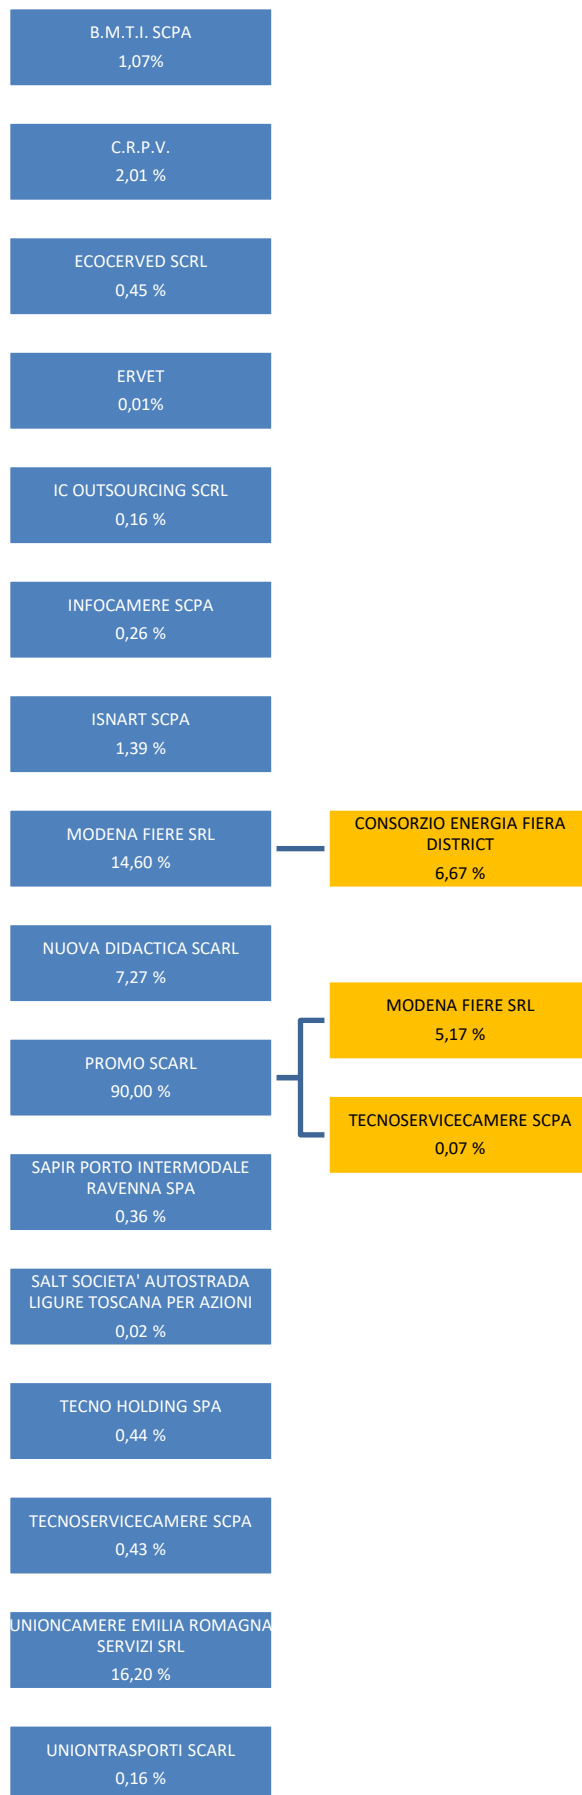 B.M.T.I. SCPA
1,07%
C.R.P.V.
2,01 %
ECOCERVED SCRL
0,45 %
ERVET
0,01%
IC OUTSOURCING SCRL
0,16 %
INFOCAMERE SCPA
0,26 %
ISNART SCPA
1,39 %
MODENA FIERE SRL
14,60 %
CONSORZIO ENERGIA FIERA
DISTRICT
6,67 %
NUOVA DIDACTICA SCARL
7,27 %
PROMO SCARL
90,00 %
MODENA FIERE SRL
5,17 %
TECNOSERVICECAMERE SCPA
0,07 %
SAPIR PORTO INTERMODALE
RAVENNA SPA
0,36 %
SALT SOCIETA' AUTOSTRADA
LIGURE TOSCANA PER AZIONI
0,02 %
TECNO HOLDING SPA
0,44 %
TECNOSERVICECAMERE SCPA
0,43 %
UNIONCAMERE EMILIA ROMAGNA
SERVIZI SRL
16,20 %
UNIONTRASPORTI SCARL
0,16 %